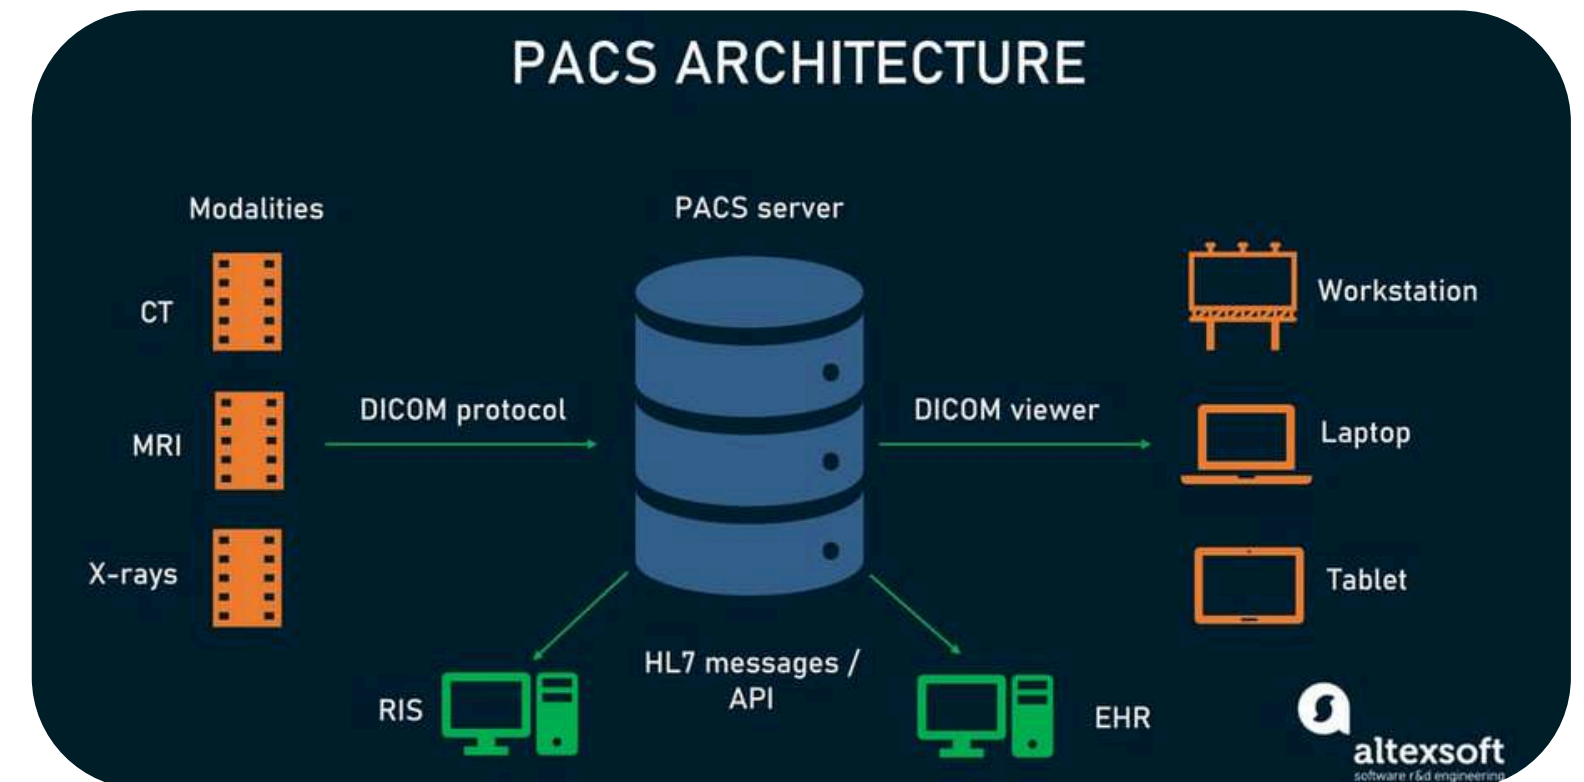 PACS ARCHITECTURE
Modalities
PACS server
CT
MRI
X-rays
DICOM protocol
DICOM viewer
Workstation
Laptop
Tablet
RIS
HL7 messages /
API
EHR
altexsoft
software r&d engineering